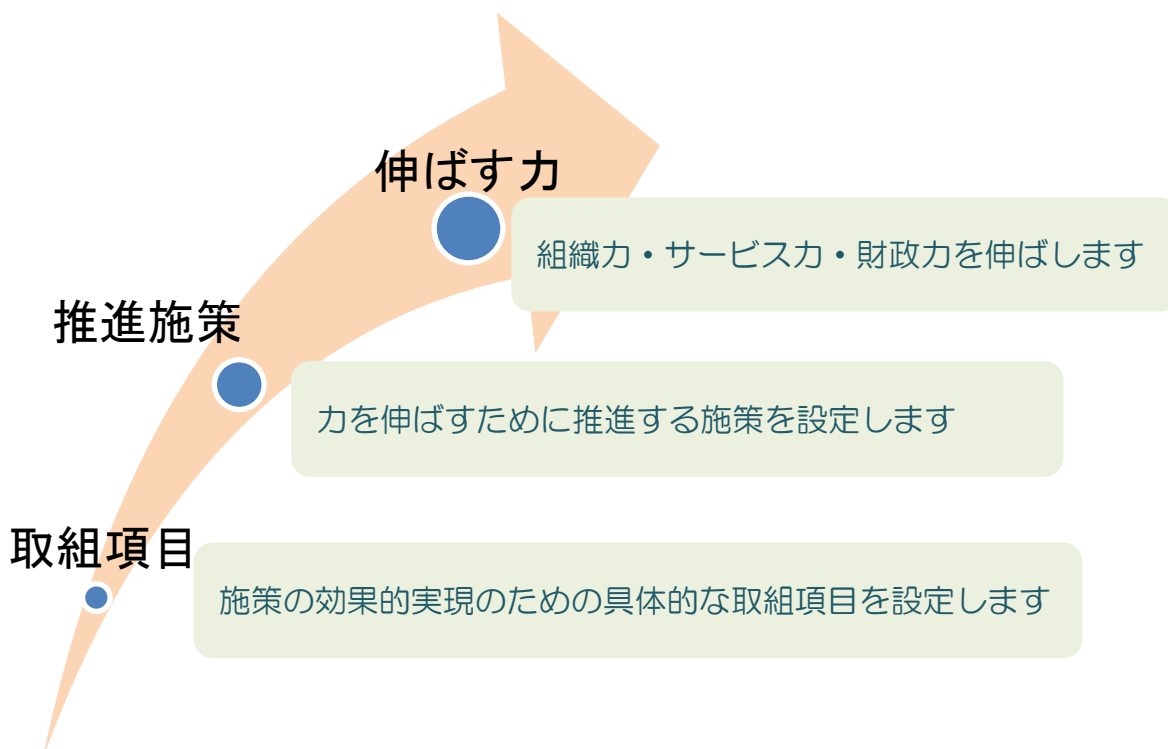 伸ばす力
組織力・サービス力・財政力を伸ばします
推進施策
力を伸ばすために推進する施策を設定します
取組項目
施策の効果的実現のための具体的な取組項目を設定します